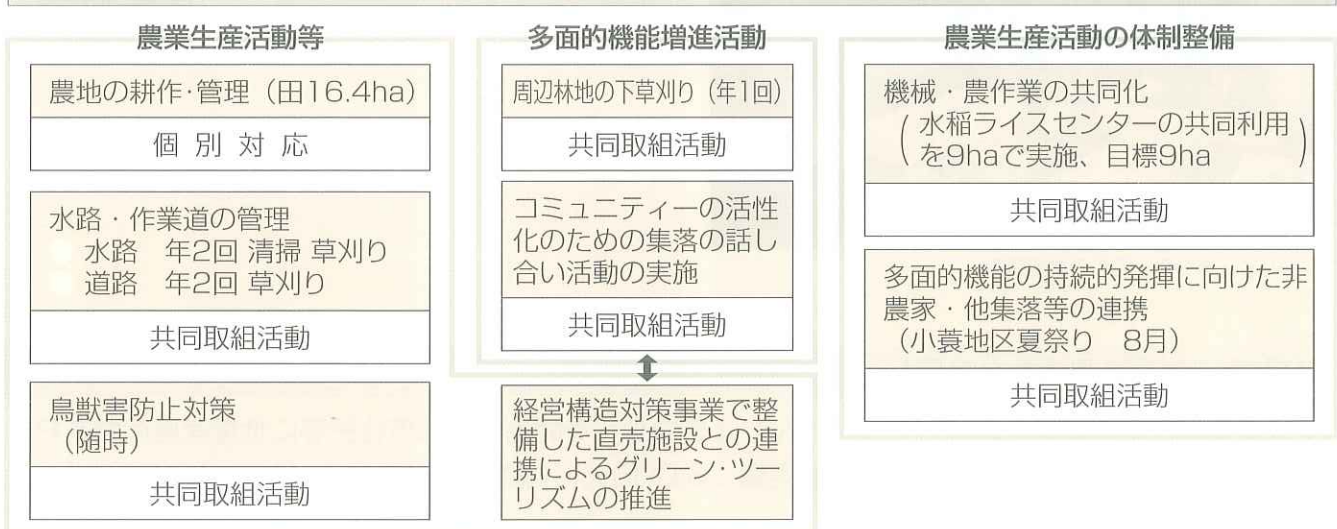 農業生産活動等
農地の耕作･管理（田16.4ha）
個別対応
水路・作業道の管理
水路　年2回 清掃 草刈り
道路　年2回 草刈り
共同取組活動
鳥獣害防止対策
（随時）
共同取組活動
多面的機能増進活動
周辺林地の下草刈り（年1回）
共同取組活動
コミュニティーの活性
化のための集落の話し
合い活動の実施
共同取組活動
経営構造対策事業で整
備した直売施設との連
携によるグリーン･ツー
リズムの推進
農業生産活動の体制整備
機械・農作業の共同化
（水稲ライスセンターの共同利用
を9haで実施、目標9ha）
共同取組活動
多面的機能の持続的発揮に向けた非
農家・他集落等の連携
（小蓑地区夏祭り　8月）
共同取組活動